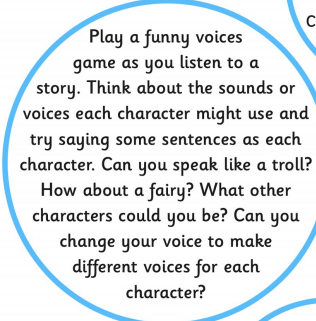 Play a funny voices
game as you listen to a
story. Think about the sounds or
voices each character might use and
try saying some sentences as each
character. Can you speak like a troll?
How about a fairy? What other
characters could you be? Can you
change your voice to make
different voices for each
character?